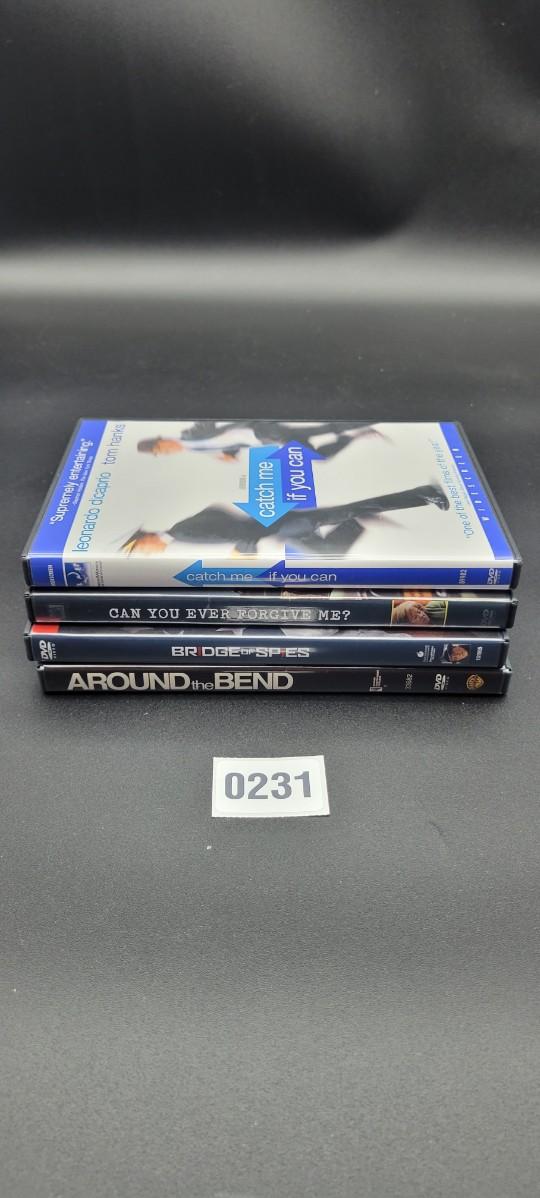 "Supremely entertaining."
leonardo dicaprio tom hanks
catch me
if you can
"One of the best films of the year!"
WIDESCREEN
catch me if you can
DVD
CAN YOU EVER FORGIVE ME?
DVD
DVD
BRIDGE OF SPIES
AROUND the BEND
DVD
0231